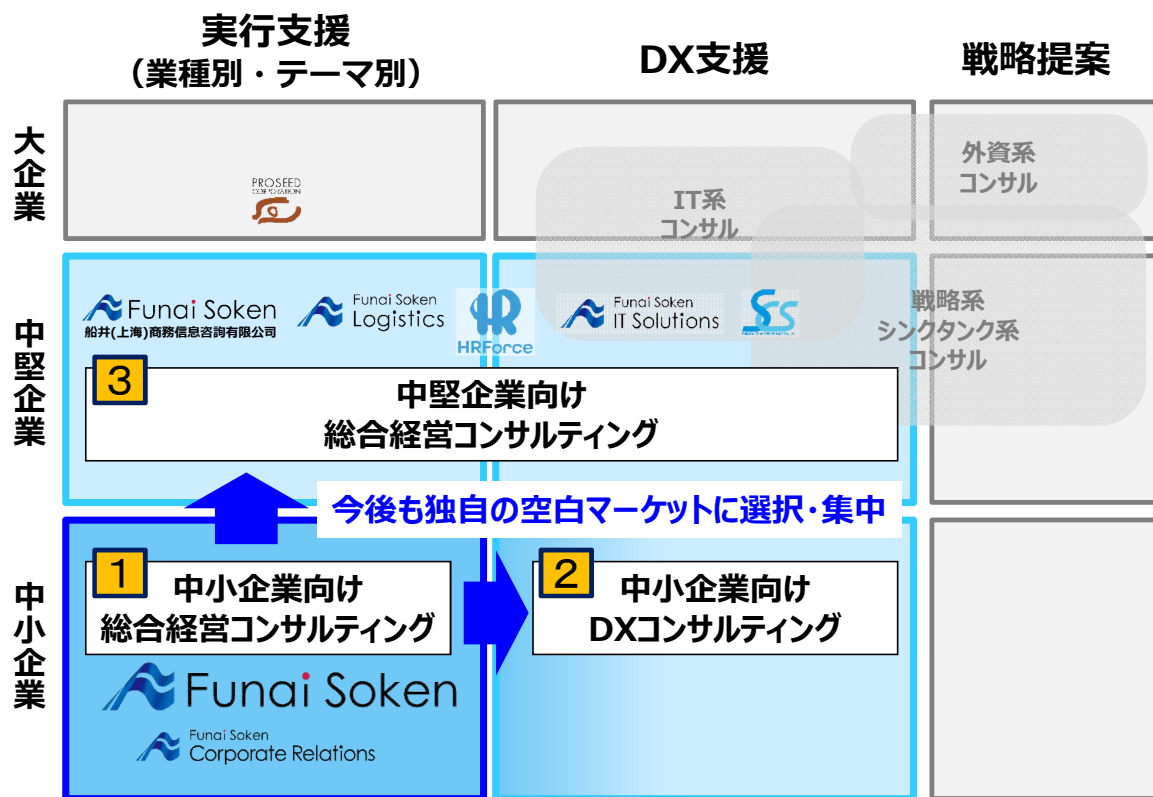 実行支援
（業種別・テーマ別）
DX支援
戦略提案
大企業
PROSEED
CORPORATION
IT系
コンサル
外資系
コンサル
中堅企業
Funai Soken
船井(上海)商務信息咨詢有限公司
Funai Soken
Logistics
HR
HRForce
Funai Soken
IT Solutions
SCS
戦略系
シンクタンク系
コンサル
3
中堅企業向け
総合経営コンサルティング
今後も独自の空白マーケットに選択・集中
中小企業
1
中小企業向け
総合経営コンサルティング
2
中小企業向け
DXコンサルティング
Funai Soken
Funai Soken
Corporate Relations